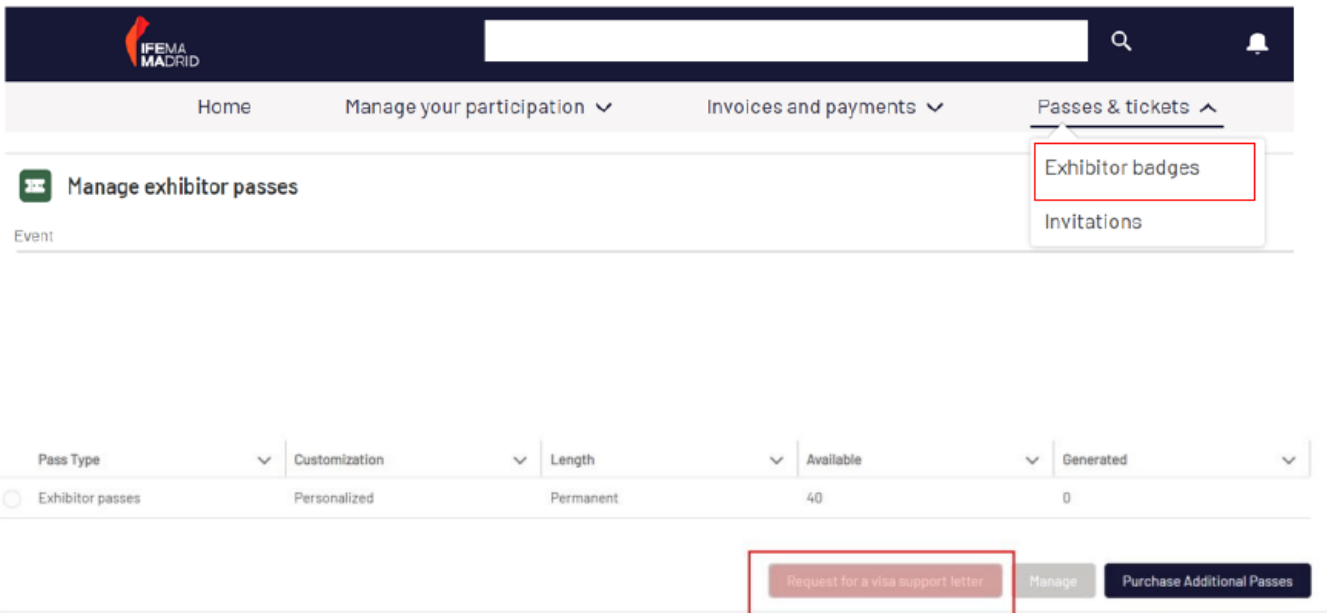 IFEMA
MADRID
Home Manage your participation Invoices and payments Passes & tickets
Exhibitor badges
Manage exhibitor passes
Invitations
Event
Pass Type Customization Length Available Generated
Exhibitor passes Personalized Permanent 40 0
Request for a visa support letter Manage Purchase Additional Passes